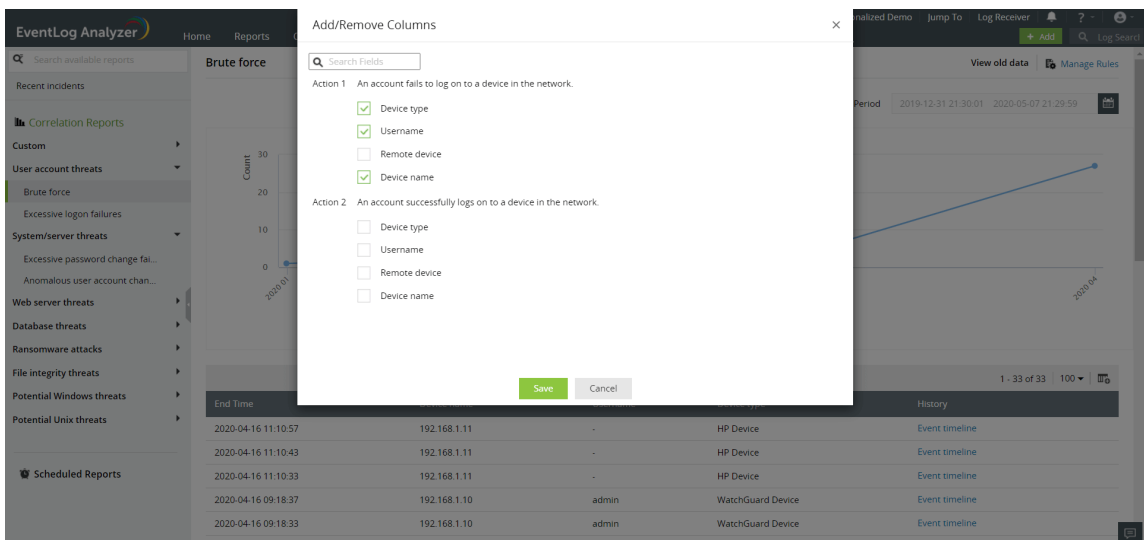 EventLog Analyzer
Home Reports
nalized Demo Jump To Log Receiver ?
+ Add Log Search
Search available reports
Recent incidents
Correlation Reports
Custom
User account threats
Brute force
Excessive logon failures
System/server threats
Excessive password change fai...
Anomalous user account chan...
Web server threats
Database threats
Ransomware attacks
File integrity threats
Potential Windows threats
Potential Unix threats
Scheduled Reports
Brute force
View old data Manage Rules
Period 2019-12-31 21:30:01 2020-05-07 21:29:59
Count
30
20
10
0
2020 01
2020 04
Add/Remove Columns
Search Fields
Action 1 An account fails to log on to a device in the network.
Device type
Username
Remote device
Device name
Action 2 An account successfully logs on to a device in the network.
Device type
Username
Remote device
Device name
Save Cancel
1 - 33 of 33 100
End Time Device name Username Device type History
2020-04-16 11:10:57 192.168.1.11 - HP Device Event timeline
2020-04-16 11:10:43 192.168.1.11 - HP Device Event timeline
2020-04-16 11:10:33 192.168.1.11 - HP Device Event timeline
2020-04-16 09:18:37 192.168.1.10 admin WatchGuard Device Event timeline
2020-04-16 09:18:33 192.168.1.10 admin WatchGuard Device Event timeline